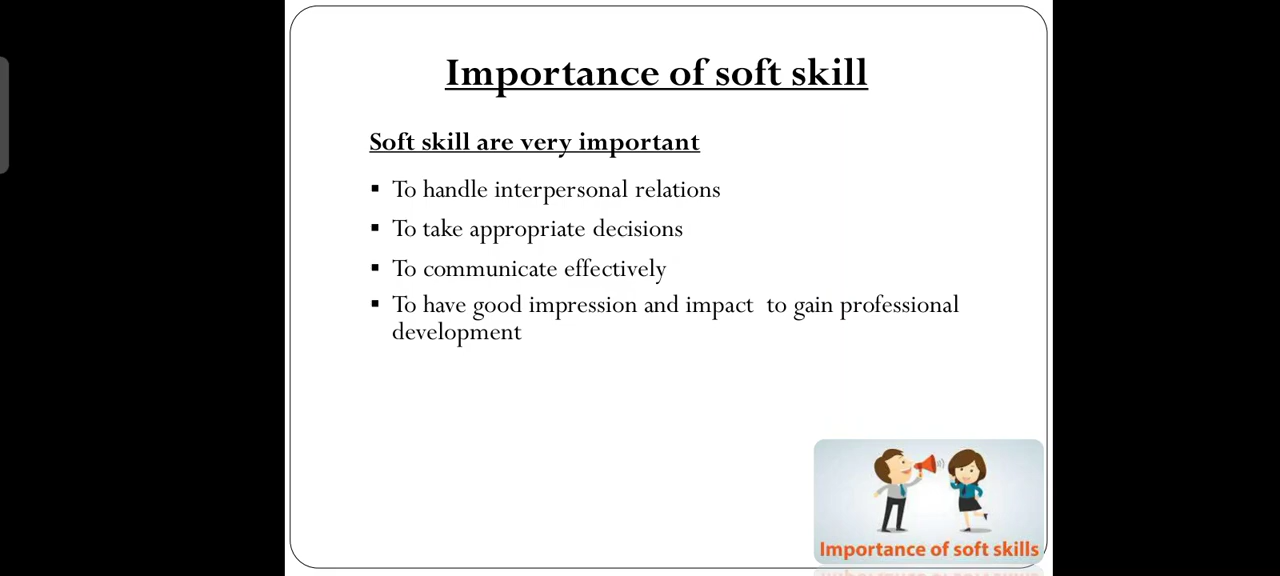 Importance of soft skill
Soft skill are very important
▪ To handle interpersonal relations
▪ To take appropriate decisions
▪ To communicate effectively
▪ To have good impression and impact  to gain professional
development
Importance of soft skills